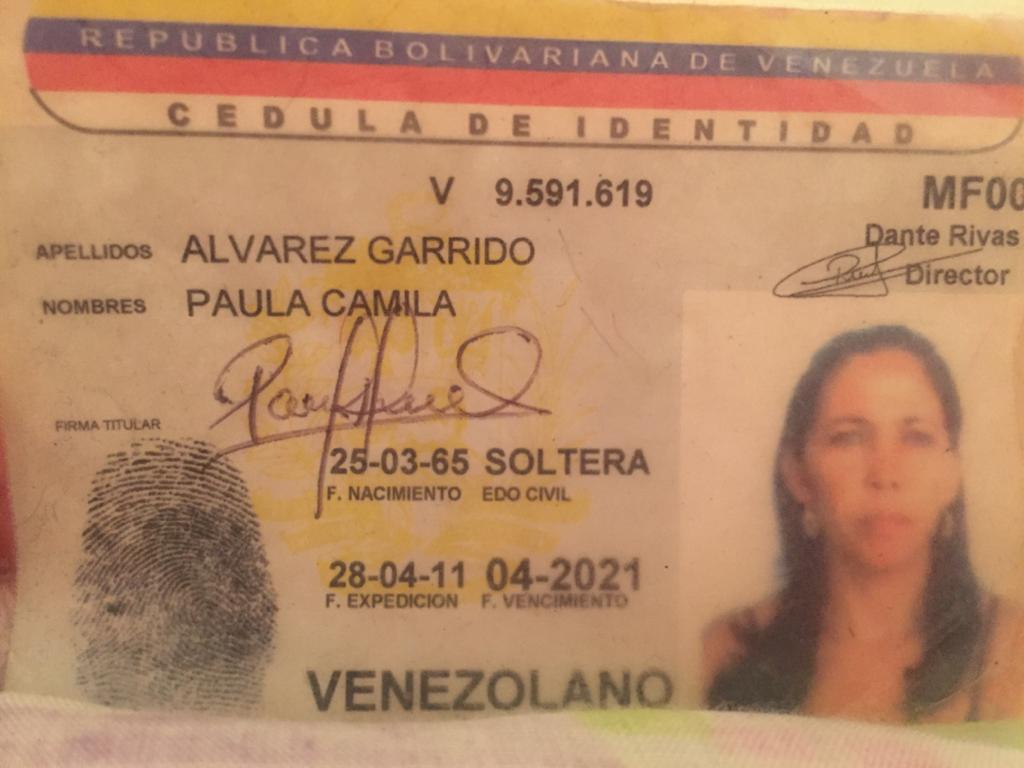 REPUBLICA BOLIVARIANA DE VENEZUELA
CEDULA DE IDENTIDAD
V 9.591.619
MF00
Dante Rivas
Director
APELLIDOS ALVAREZ GARRIDO
NOMBRES PAULA CAMILA
FIRMA TITULAR
25-03-65 SOLTERA
F. NACIMIENTO EDO CIVIL
28-04-11 04-2021
F. EXPEDICION F. VENCIMIENTO
VENEZOLANO